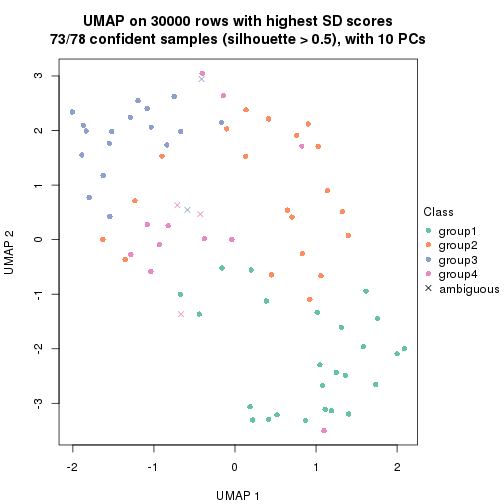 UMAP on 30000 rows with highest SD scores
73/78 confident samples (silhouette > 0.5), with 10 PCs
3
2
1
0
-1
-2
-3
UMAP 2
-2
-1
0
1
2
UMAP 1
Class
group1
group2
group3
group4
ambiguous